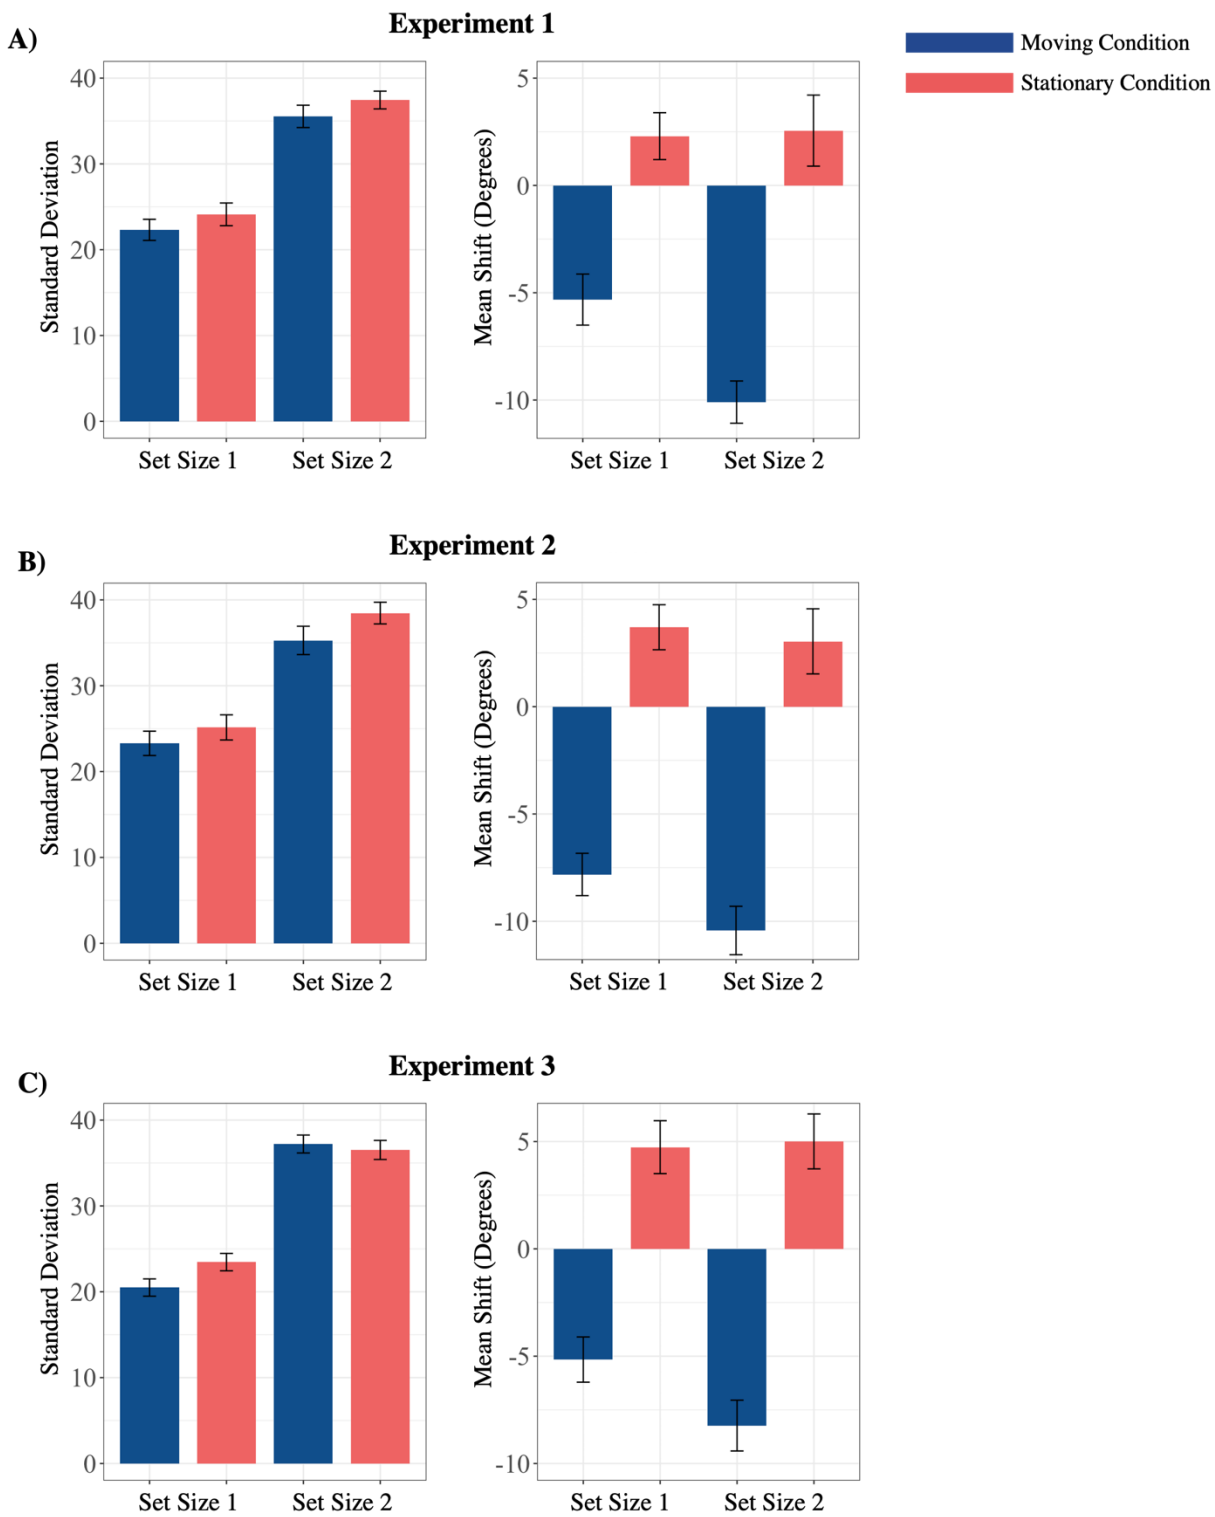 A)
Experiment 1
Moving Condition
Stationary Condition
Standard Deviation
40
30
20
10
0
Set Size 1 Set Size 2
Mean Shift (Degrees)
5
0
-5
-10
Set Size 1 Set Size 2
B)
Experiment 2
Standard Deviation
40
30
20
10
0
Set Size 1 Set Size 2
Mean Shift (Degrees)
5
0
-5
-10
Set Size 1 Set Size 2
C)
Experiment 3
Standard Deviation
40
30
20
10
0
Set Size 1 Set Size 2
Mean Shift (Degrees)
5
0
-5
-10
Set Size 1 Set Size 2